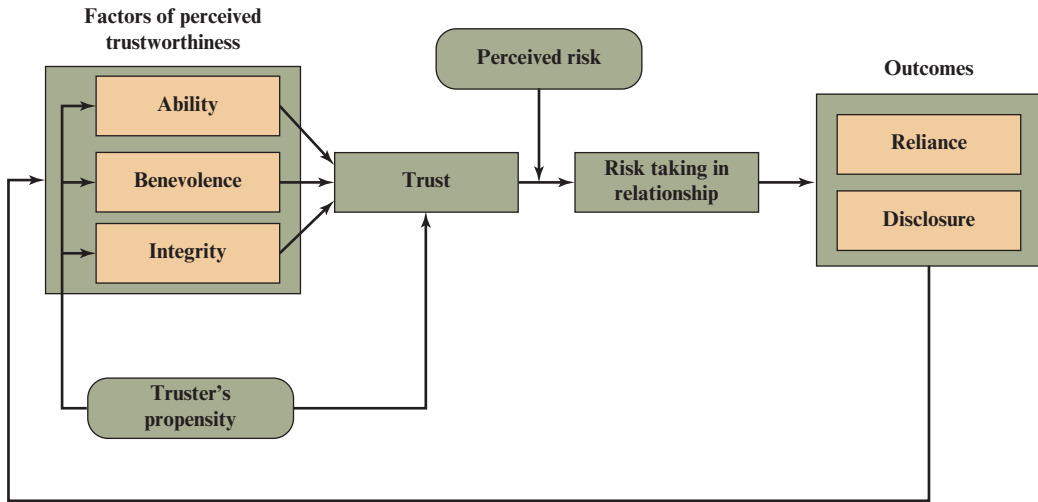 Factors of perceived
trustworthiness
Ability
Benevolence
Integrity
Truster’s
propensity
Trust
Perceived risk
Risk taking in
relationship
Outcomes
Reliance
Disclosure